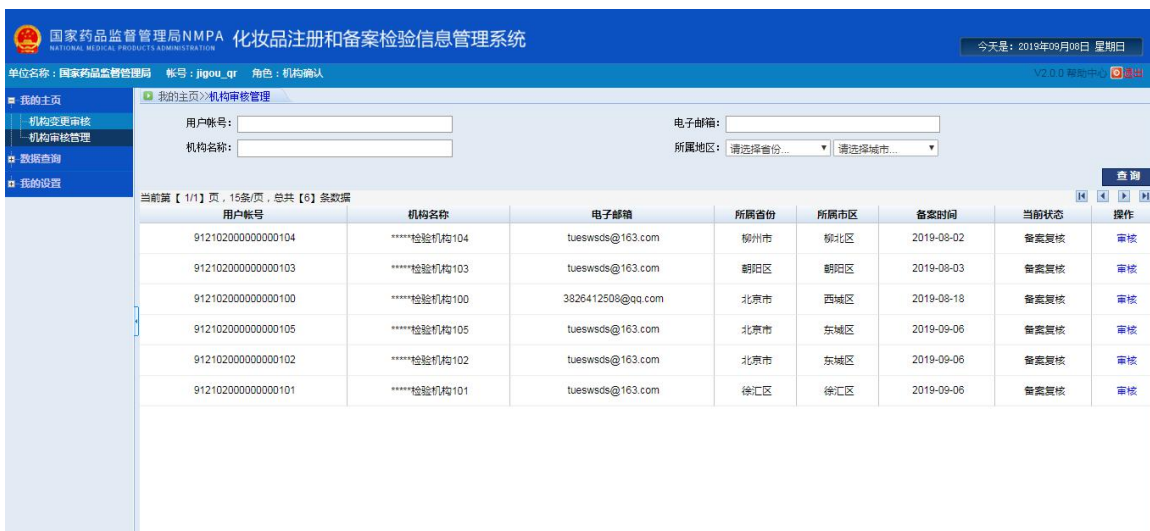 国家药品监督管理局NMPA 化妆品注册和备案检验信息管理系统
NATIONAL MEDICAL PRODUCTS ADMINISTRATION
今天是：2019年09月08日 星期日
单位名称：国家药品监督管理局 帐号：jigou_qr 角色：机构确认 V2.0.0 帮助中心 退出
我的主页 我的主页>>机构审核管理
机构变更审核 用户帐号： 电子邮箱：
机构审核管理 机构名称： 所属地区： 请选择省份... 请选择城市...
数据查询
查 询
我的设置
当前第【 1/1】页，15条/页，总共【6】条数据
用户帐号 机构名称 电子邮箱 所属省份 所属市区 备案时间 当前状态 操作
912102000000000104 *****检验机构104 tueswsds@163.com 柳州市 柳北区 2019-08-02 备案复核 审核
912102000000000103 *****检验机构103 tueswsds@163.com 朝阳区 朝阳区 2019-08-03 备案复核 审核
912102000000000100 *****检验机构100 3826412508@qq.com 北京市 西城区 2019-08-18 备案复核 审核
912102000000000105 *****检验机构105 tueswsds@163.com 北京市 东城区 2019-09-06 备案复核 审核
912102000000000102 *****检验机构102 tueswsds@163.com 北京市 东城区 2019-09-06 备案复核 审核
912102000000000101 *****检验机构101 tueswsds@163.com 徐汇区 徐汇区 2019-09-06 备案复核 审核